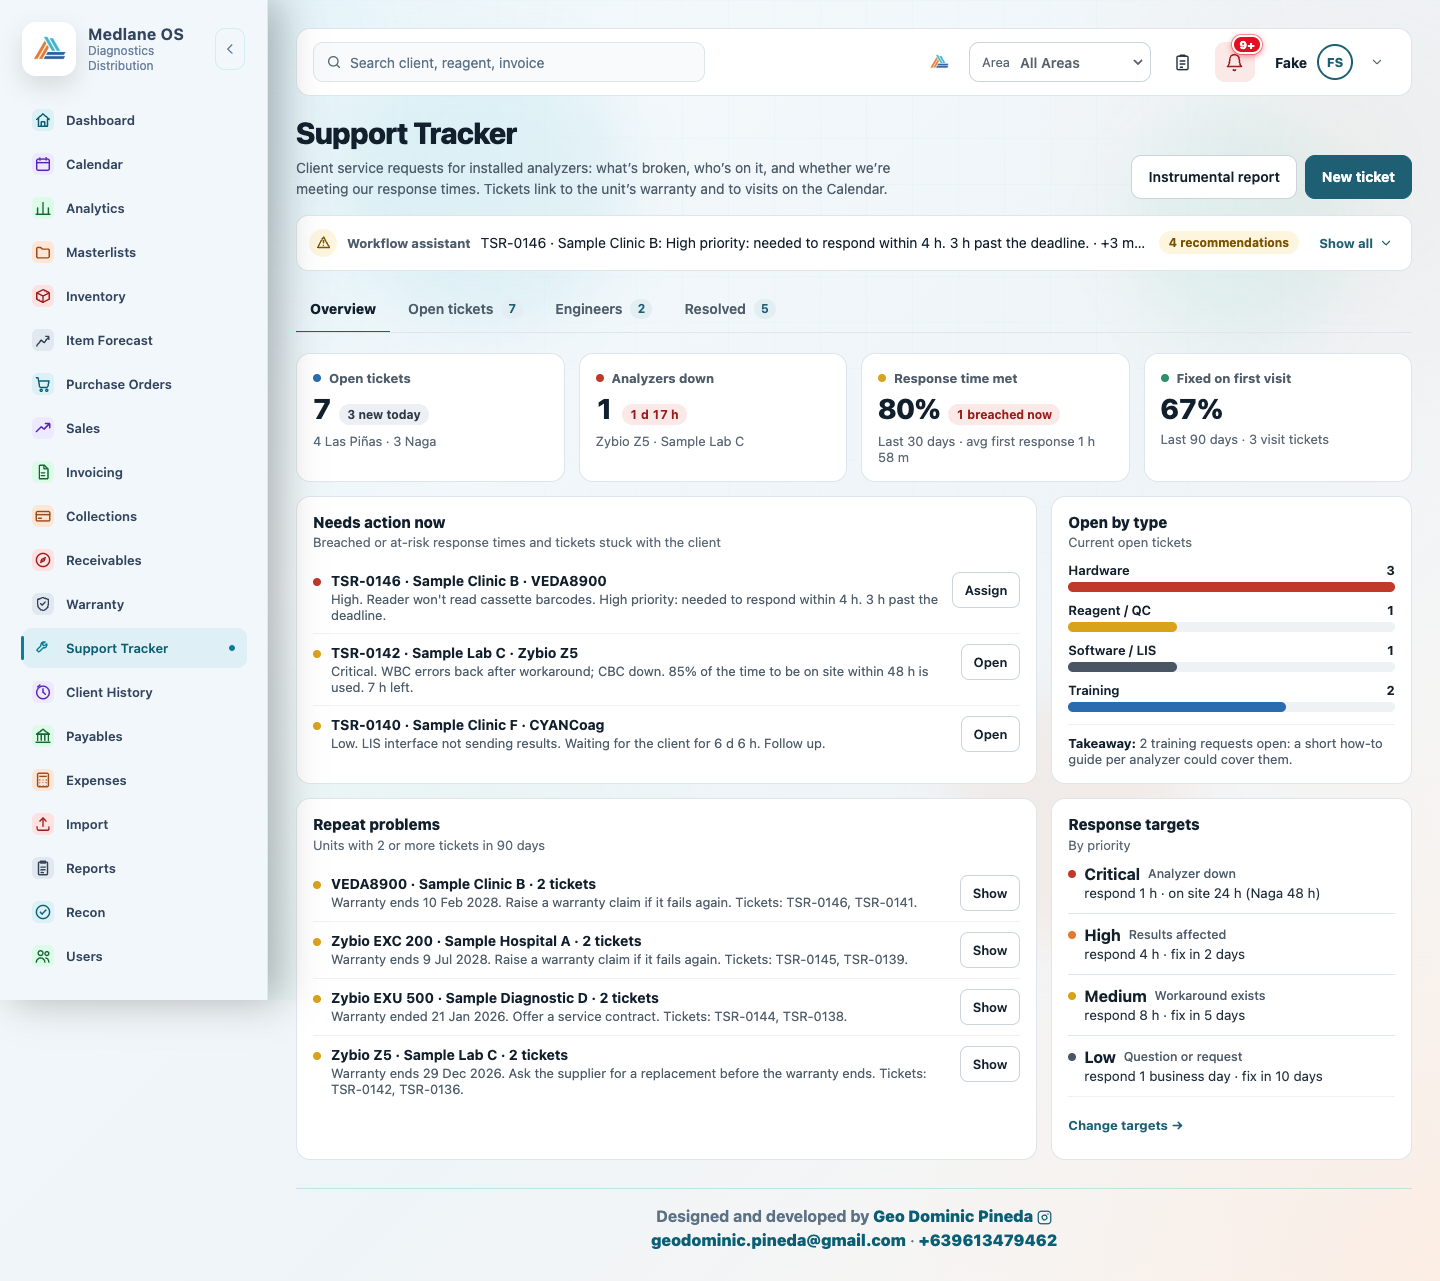 Medlane OS
Diagnostics
Distribution
Dashboard
Calendar
Analytics
Masterlists
Inventory
Item Forecast
Purchase Orders
Sales
Invoicing
Collections
Receivables
Warranty
Support Tracker
Client History
Payables
Expenses
Import
Reports
Recon
Users
Search client, reagent, invoice
Area All Areas
9+
Fake FS
Support Tracker
Client service requests for installed analyzers: what's broken, who's on it, and whether we're
meeting our response times. Tickets link to the unit's warranty and to visits on the Calendar.
Instrumental report
New ticket
Workflow assistant TSR-0146 · Sample Clinic B: High priority: needed to respond within 4 h. 3 h past the deadline. · +3 m... 4 recommendations Show all
Overview
Open tickets 7
Engineers 2
Resolved 5
Open tickets
7 3 new today
4 Las Piñas · 3 Naga
Analyzers down
1 1 d 17 h
Zybio Z5 · Sample Lab C
Response time met
80% 1 breached now
Last 30 days · avg first response 1 h
58 m
Fixed on first visit
67%
Last 90 days · 3 visit tickets
Needs action now
Breached or at-risk response times and tickets stuck with the client
TSR-0146 · Sample Clinic B · VEDA8900
High. Reader won't read cassette barcodes. High priority: needed to respond within 4 h. 3 h past the
deadline.
Assign
TSR-0142 · Sample Lab C · Zybio Z5
Critical. WBC errors back after workaround; CBC down. 85% of the time to be on site within 48 h is
used. 7 h left.
Open
TSR-0140 · Sample Clinic F · CYANCoag
Low. LIS interface not sending results. Waiting for the client for 6 d 6 h. Follow up.
Open
Open by type
Current open tickets
Hardware 3
Reagent / QC 1
Software / LIS 1
Training 2
Takeaway: 2 training requests open: a short how-to
guide per analyzer could cover them.
Repeat problems
Units with 2 or more tickets in 90 days
VEDA8900 · Sample Clinic B · 2 tickets
Warranty ends 10 Feb 2028. Raise a warranty claim if it fails again. Tickets: TSR-0146, TSR-0141.
Show
Zybio EXC 200 · Sample Hospital A · 2 tickets
Warranty ends 9 Jul 2028. Raise a warranty claim if it fails again. Tickets: TSR-0145, TSR-0139.
Show
Zybio EXU 500 · Sample Diagnostic D · 2 tickets
Warranty ended 21 Jan 2026. Offer a service contract. Tickets: TSR-0144, TSR-0138.
Show
Zybio Z5 · Sample Lab C · 2 tickets
Warranty ends 29 Dec 2026. Ask the supplier for a replacement before the warranty ends. Tickets:
TSR-0142, TSR-0136.
Show
Response targets
By priority
Critical Analyzer down
respond 1 h · on site 24 h (Naga 48 h)
High Results affected
respond 4 h · fix in 2 days
Medium Workaround exists
respond 8 h · fix in 5 days
Low Question or request
respond 1 business day · fix in 10 days
Change targets →
Designed and developed by Geo Dominic Pineda
geodominic.pineda@gmail.com · +639613479462